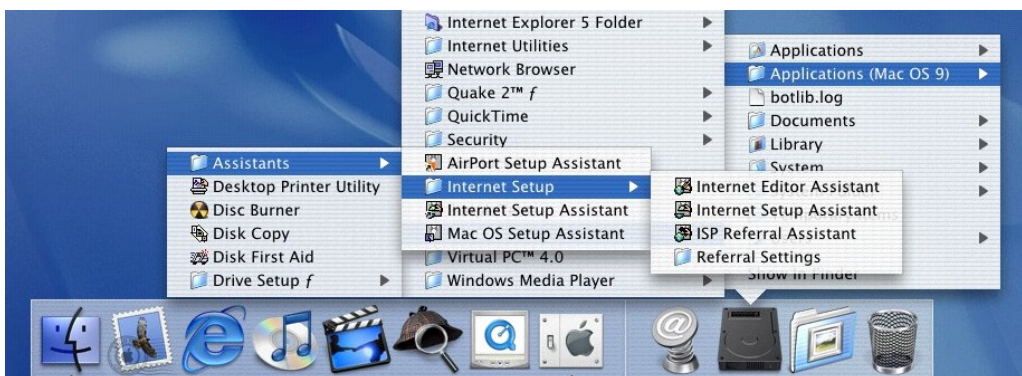 Internet Explorer 5 Folder
Internet Utilities
Network Browser
Quake 2™ ƒ
QuickTime
Security
Virtual PC™ 4.0
Windows Media Player
Applications
Applications (Mac OS 9)
botlib.log
Documents
Library
System
Show in Finder
Assistants
Desktop Printer Utility
Disc Burner
Disk Copy
Disk First Aid
Drive Setup ƒ
AirPort Setup Assistant
Internet Setup
Internet Setup Assistant
Mac OS Setup Assistant
Internet Editor Assistant
Internet Setup Assistant
ISP Referral Assistant
Referral Settings